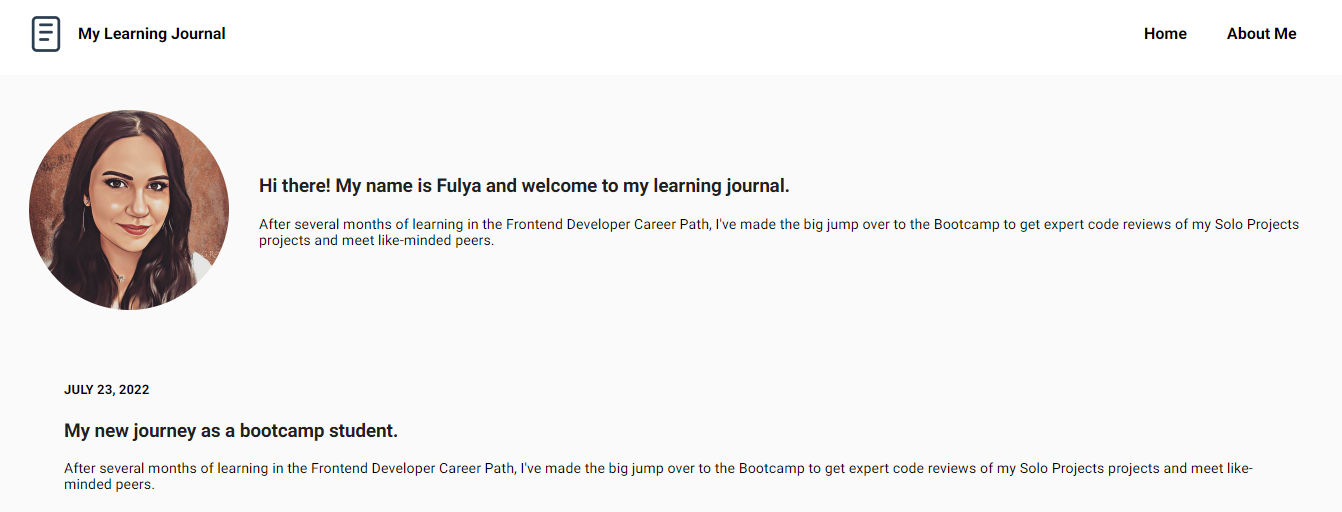 My Learning Journal
Home
About Me
Hi there! My name is Fulya and welcome to my learning journal.
After several months of learning in the Frontend Developer Career Path, I've made the big jump over to the Bootcamp to get expert code reviews of my Solo Projects
projects and meet like-minded peers.
JULY 23, 2022
My new journey as a bootcamp student.
After several months of learning in the Frontend Developer Career Path, I've made the big jump over to the Bootcamp to get expert code reviews of my Solo Projects projects and meet like-
minded peers.